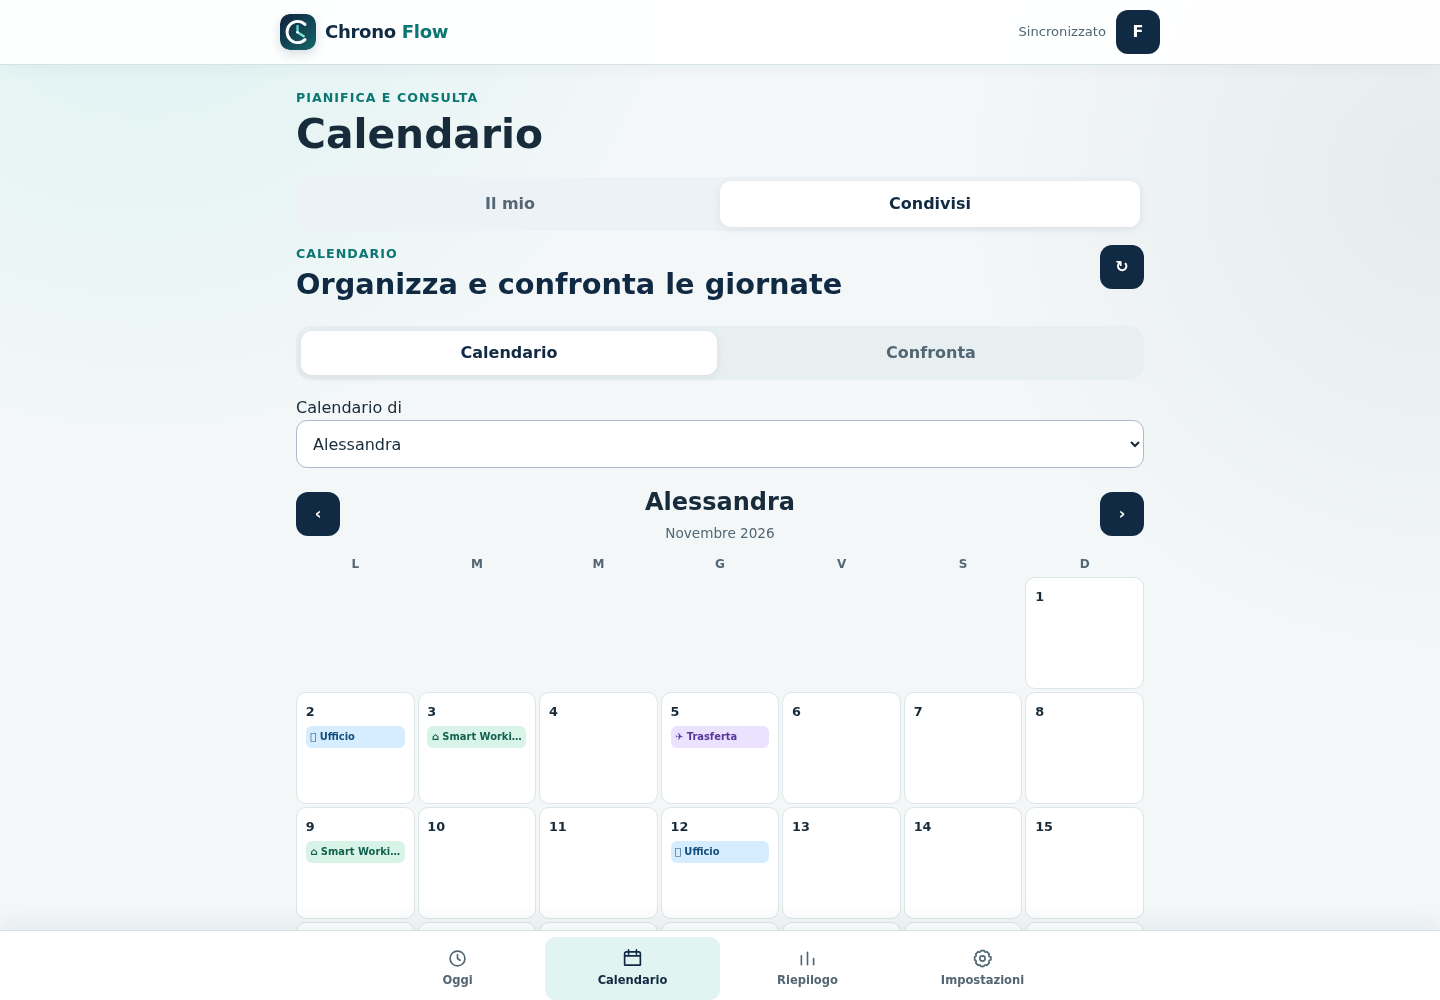 Chrono Flow
Sincronizzato
F
PIANIFICA E CONSULTA
Calendario
Il mio
Condivisi
CALENDARIO
Organizza e confronta le giornate
↻
Calendario
Confronta
Calendario di
Alessandra
‹
Alessandra
›
Novembre 2026
L M M G V S D
1
2 3 4 5 6 7 8
Ufficio
⌂ Smart Worki…
✈ Trasferta
9 10 11 12 13 14 15
⌂ Smart Worki…
Ufficio
Oggi
Calendario
Riepilogo
Impostazioni